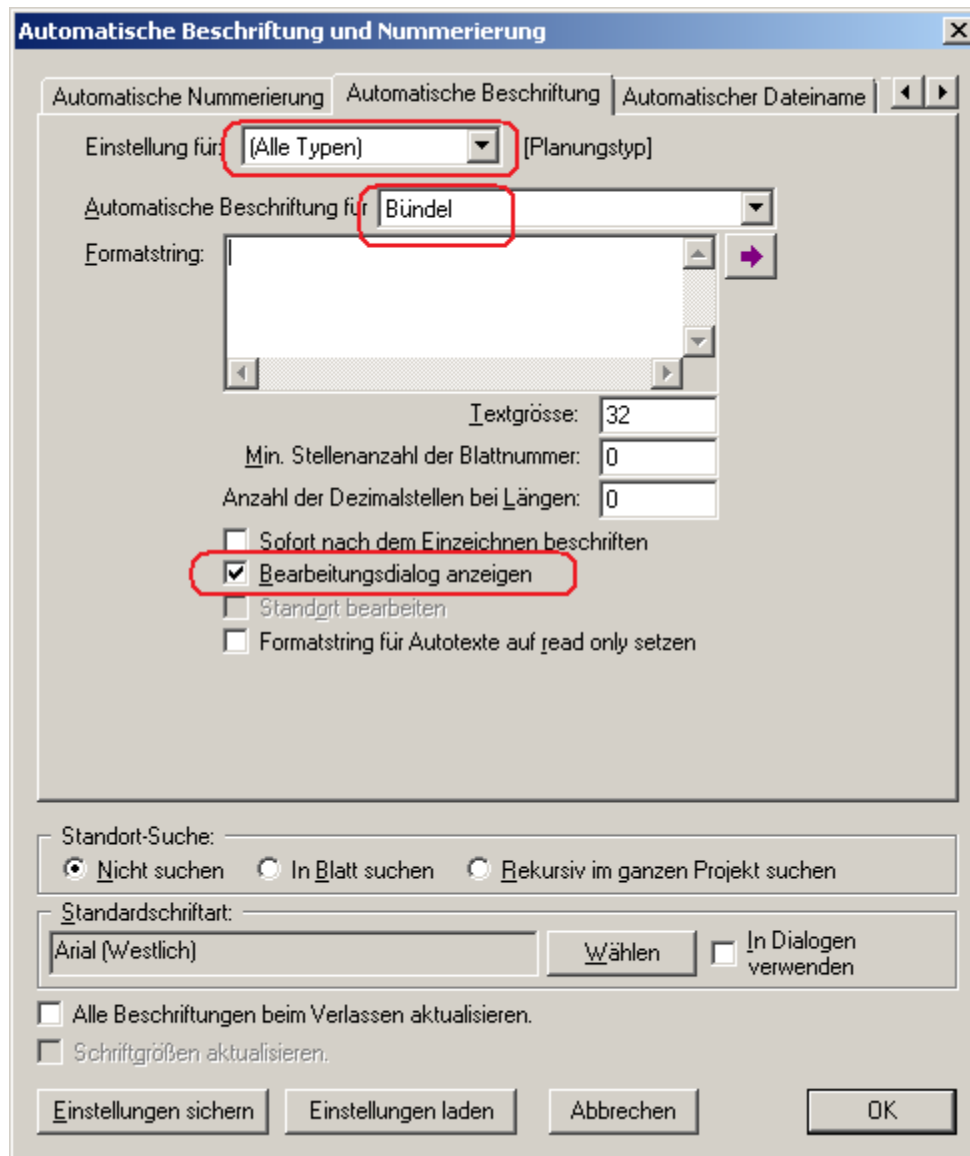 Automatische Beschriftung und Nummerierung
Automatische Nummerierung Automatische Beschriftung Automatischer Dateiname
Einstellung für: (Alle Typen) [Planungstyp]
Automatische Beschriftung für Bündel
Formatstring:
Textgrösse: 32
Min. Stellenanzahl der Blattnummer: 0
Anzahl der Dezimalstellen bei Längen: 0
Sofort nach dem Einzeichnen beschriften
Bearbeitungsdialog anzeigen
Standort bearbeiten
Formatstring für Autotexte auf read only setzen
Standort-Suche:
Nicht suchen In Blatt suchen Rekursiv im ganzen Projekt suchen
Standardschriftart:
Arial (Westlich) Wählen In Dialogen
verwenden
Alle Beschriftungen beim Verlassen aktualisieren.
Schriftgrößen aktualisieren.
Einstellungen sichern Einstellungen laden Abbrechen OK